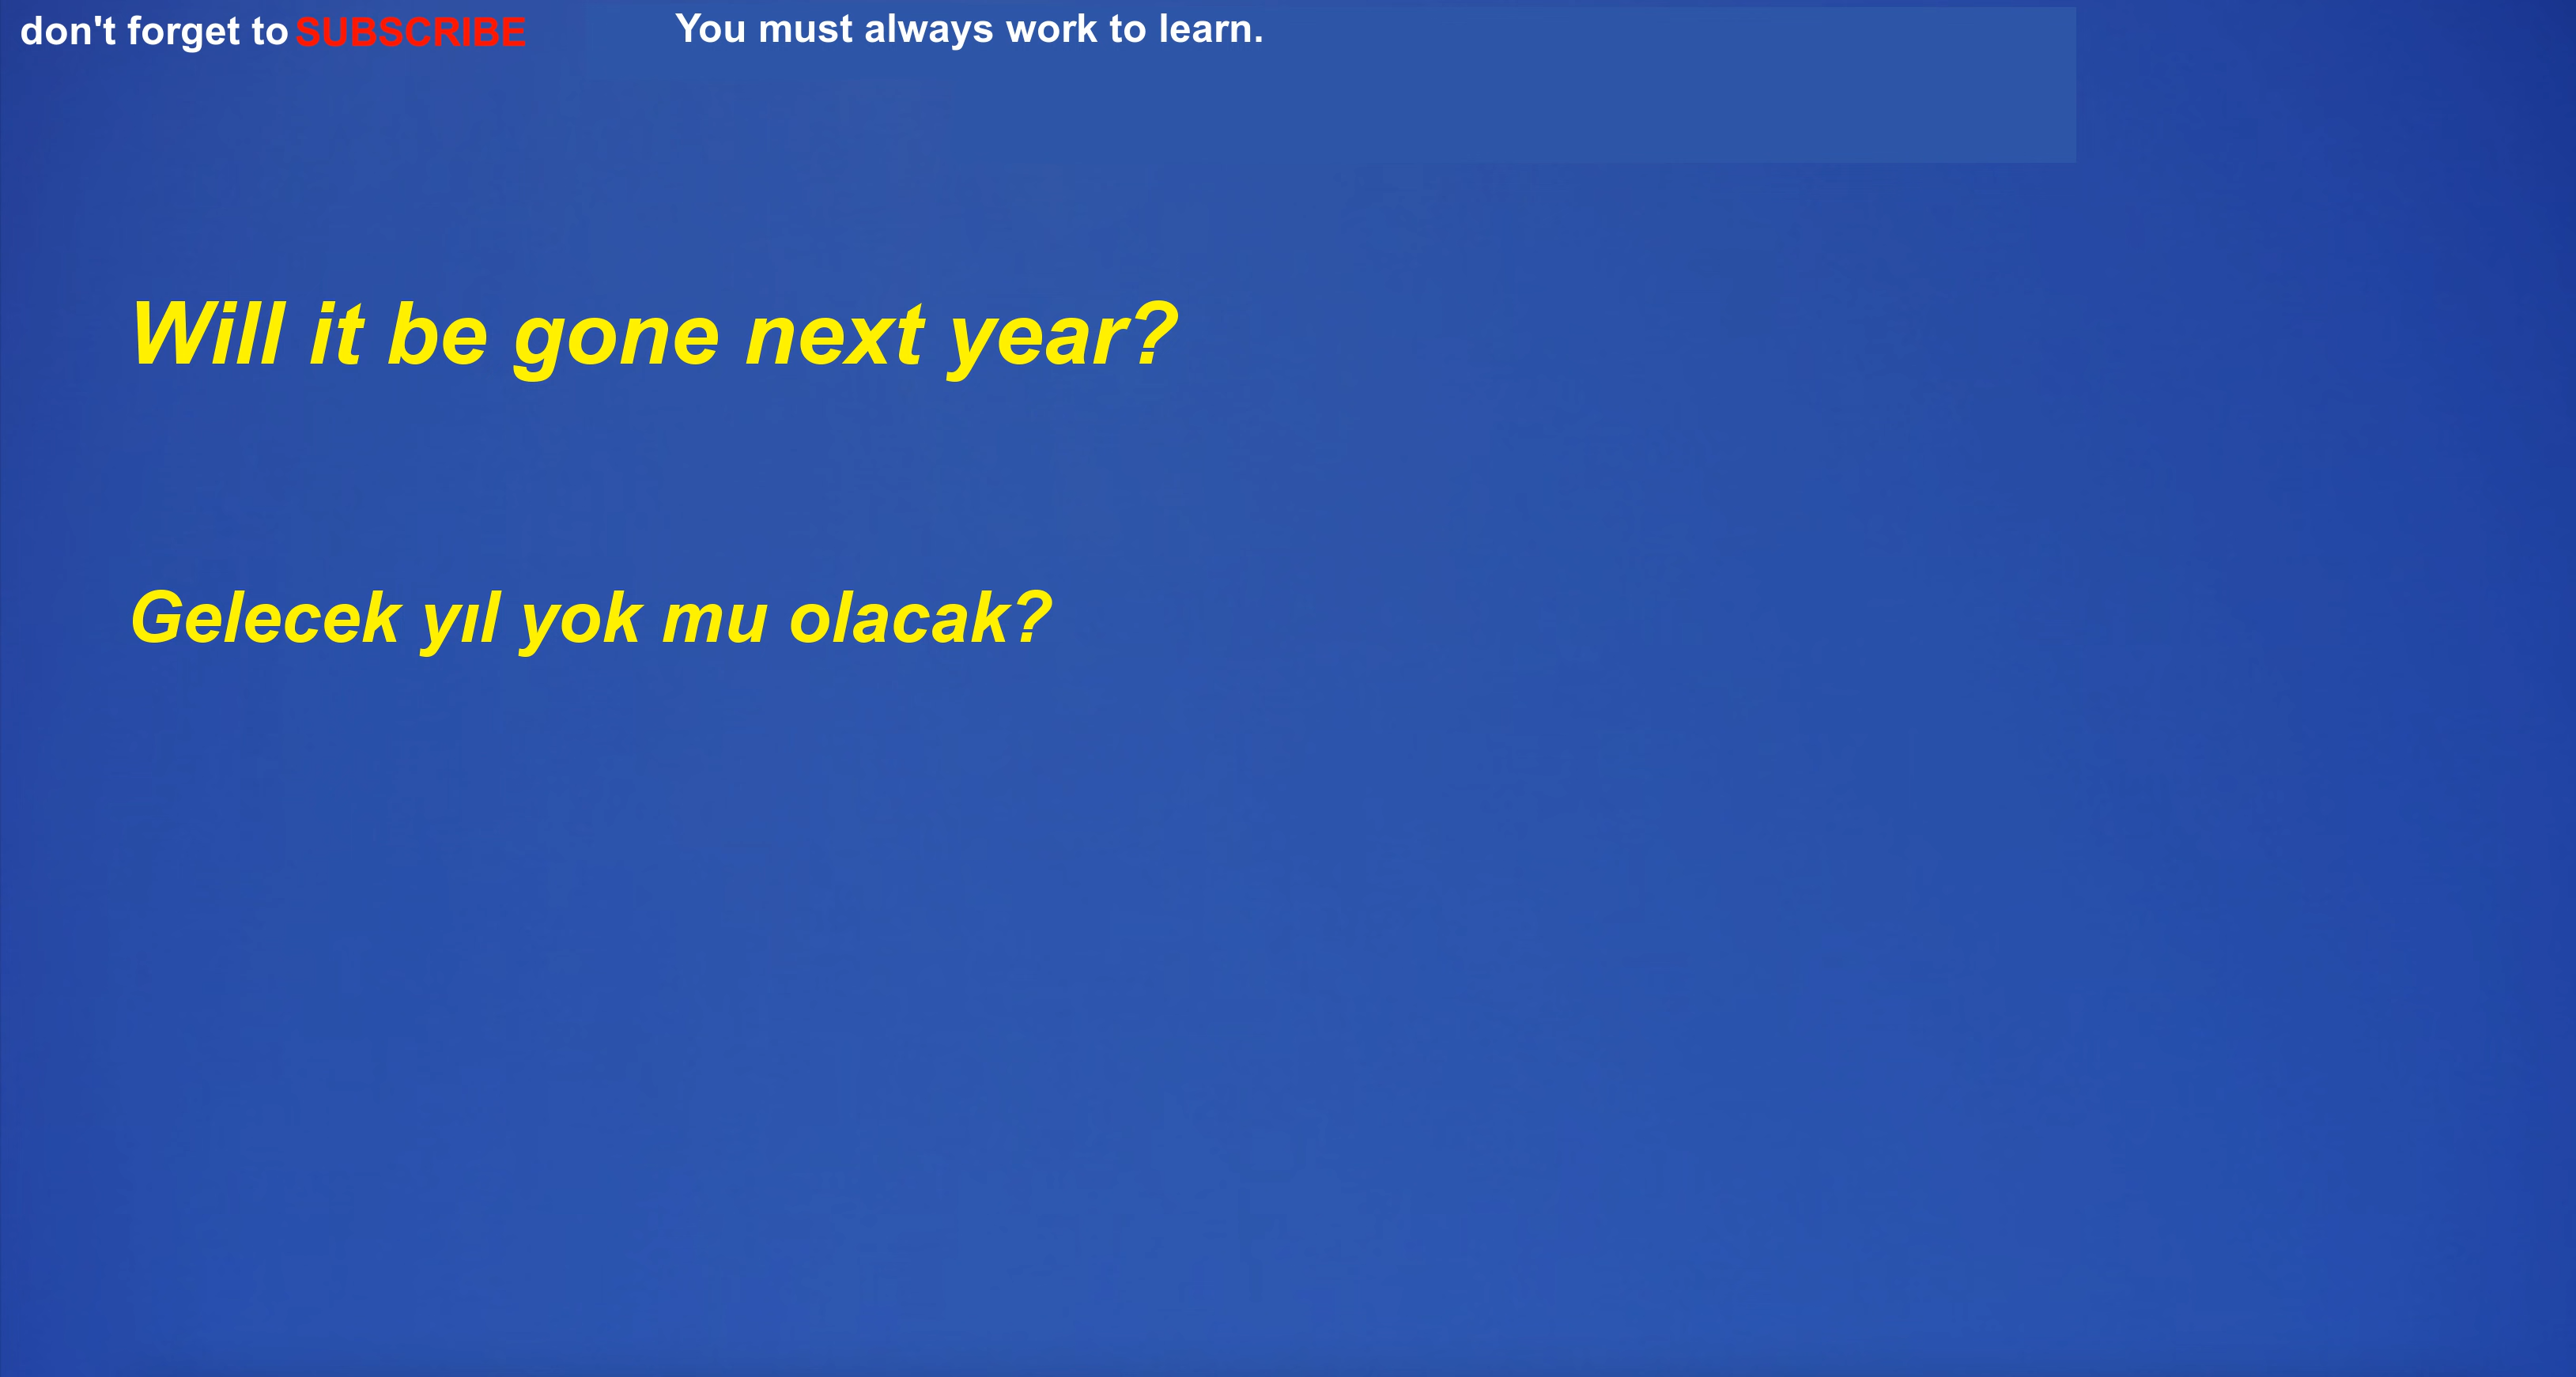 don't forget to SUBSCRIBE
You must always work to learn.
Will it be gone next year?
Gelecek yıl yok mu olacak?